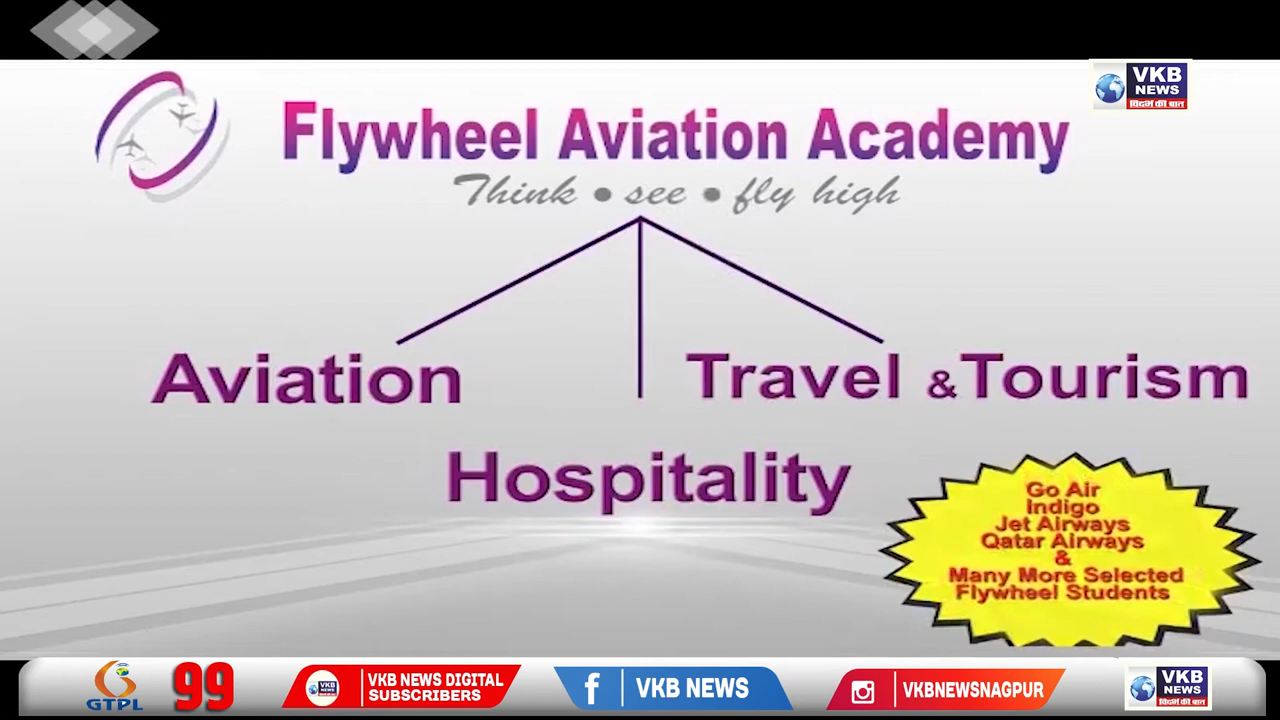 VKB
NEWS
विदर्भ की बात
Flywheel Aviation Academy
Think • see • fly high
Aviation
Travel & Tourism
Hospitality
Go Air
Indigo
Jet Airways
Qatar Airways
&
Many More Selected
Flywheel Students
GTPL
99
VKB
NEWS
VKB NEWS DIGITAL
SUBSCRIBERS
f
VKB NEWS
VKBNEWSNAGPUR
VKB
NEWS
विदर्भ की बात